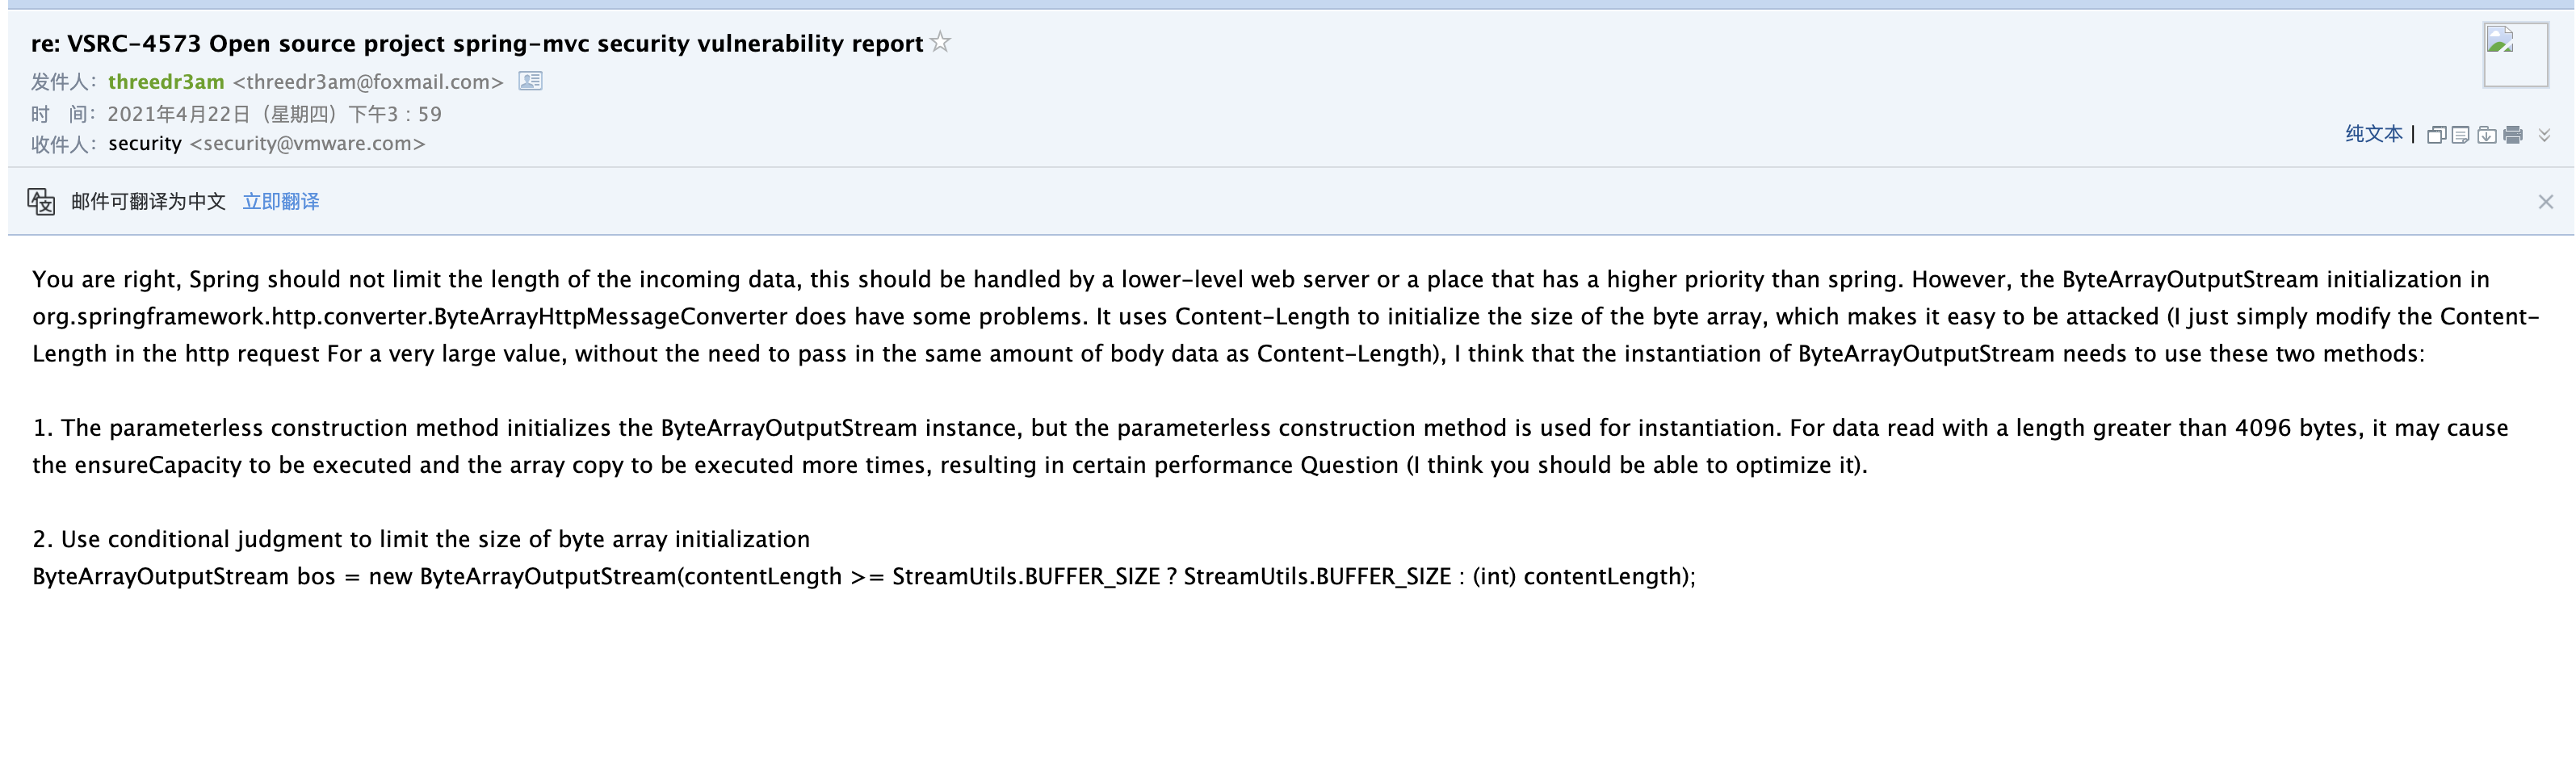 re: VSRC-4573 Open source project spring-mvc security vulnerability report
发件人：threedr3am <threedr3am@foxmail.com>
时 间：2021年4月22日（星期四）下午3:59
收件人：security <security@vmware.com>
纯文本 |
邮件可翻译为中文 立即翻译
You are right, Spring should not limit the length of the incoming data, this should be handled by a lower-level web server or a place that has a higher priority than spring. However, the ByteArrayOutputStream initialization in
org.springframework.http.converter.ByteArrayHttpMessageConverter does have some problems. It uses Content-Length to initialize the size of the byte array, which makes it easy to be attacked (I just simply modify the Content-
Length in the http request For a very large value, without the need to pass in the same amount of body data as Content-Length), I think that the instantiation of ByteArrayOutputStream needs to use these two methods:
1. The parameterless construction method initializes the ByteArrayOutputStream instance, but the parameterless construction method is used for instantiation. For data read with a length greater than 4096 bytes, it may cause
the ensureCapacity to be executed and the array copy to be executed more times, resulting in certain performance Question (I think you should be able to optimize it).
2. Use conditional judgment to limit the size of byte array initialization
ByteArrayOutputStream bos = new ByteArrayOutputStream(contentLength >= StreamUtils.BUFFER_SIZE ? StreamUtils.BUFFER_SIZE : (int) contentLength);